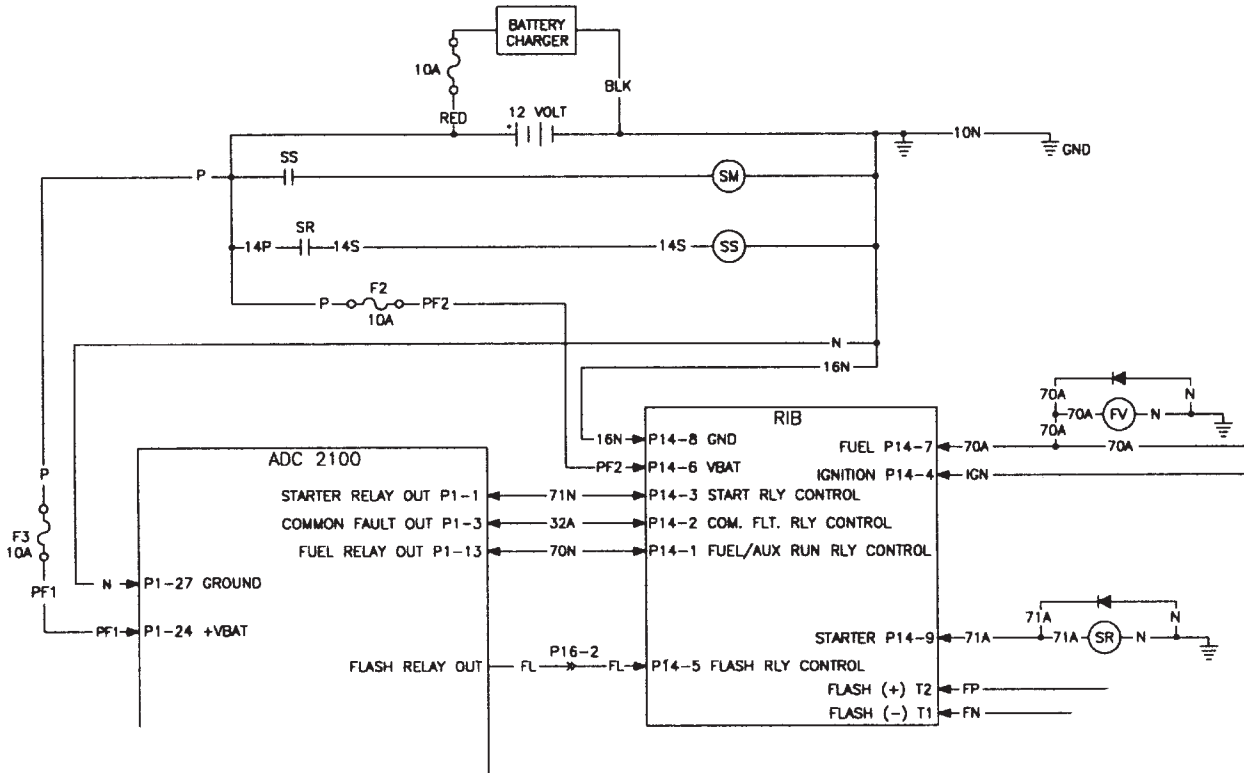 BATTERY
CHARGER
10A
BLK
RED
12 VOLT
+
10N
GND
SS
P
SM
SR
14P
14S
14S
SS
F2
P
PF2
10A
N
16N
70A
N
70A
FV
N
70A
RIB
16N
P14-8 GND
FUEL P14-7
70A
70A
ADC 2100
PF2
P14-6 VBAT
IGNITION P14-4
IGN
P
STARTER RELAY OUT P1-1
71N
P14-3 START RLY CONTROL
COMMON FAULT OUT P1-3
32A
P14-2 COM. FLT. RLY CONTROL
F3
10A
FUEL RELAY OUT P1-13
70N
P14-1 FUEL/AUX RUN RLY CONTROL
N
P1-27 GROUND
PF1
PF1
P1-24 +VBAT
71A
N
STARTER P14-9
71A
71A
SR
N
FLASH RELAY OUT
FL
P16-2
FL
P14-5 FLASH RLY CONTROL
FLASH (+) T2
FP
FLASH (-) T1
FN